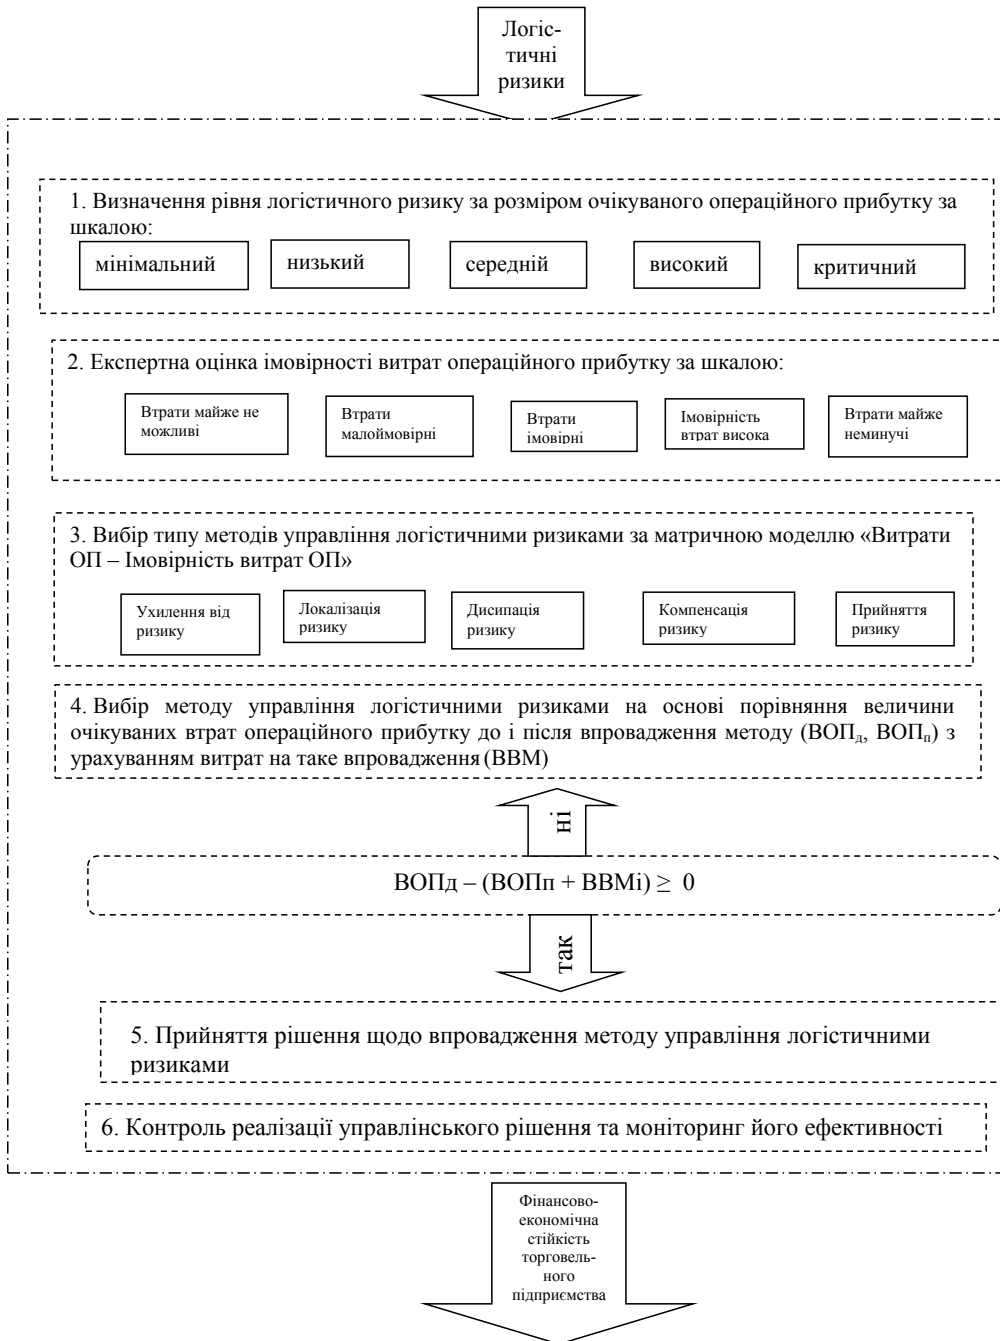 Логіс-
тичні
ризики
1. Визначення рівня логістичного ризику за розміром очікуваного операційного прибутку за
шкалою:
мінімальний
низький
середній
високий
критичний
2. Експертна оцінка імовірності витрат операційного прибутку за шкалою:
Втрати майже не
можливі
Втрати
малоймовірні
Втрати
імовірні
Імовірність
втрат висока
Втрати майже
неминучі
3. Вибір типу методів управління логістичними ризиками за матричною моделлю «Витрати
ОП – Імовірність витрат ОП»
Ухилення від
ризику
Локалізація
ризику
Дисипація
ризику
Компенсація
ризику
Прийняття
ризику
4. Вибір методу управління логістичними ризиками на основі порівняння величини
очікуваних втрат операційного прибутку до і після впровадження методу (ВОПд, ВОПп) з
урахуванням витрат на таке впровадження (ВВМ)
ні
ВОПд – (ВОПп + ВВМі) ≥ 0
так
5. Прийняття рішення щодо впровадження методу управління логістичними
ризиками
6. Контроль реалізації управлінського рішення та моніторинг його ефективності
Фінансово-
економічна
стійкість
торговель-
ного
підприємства